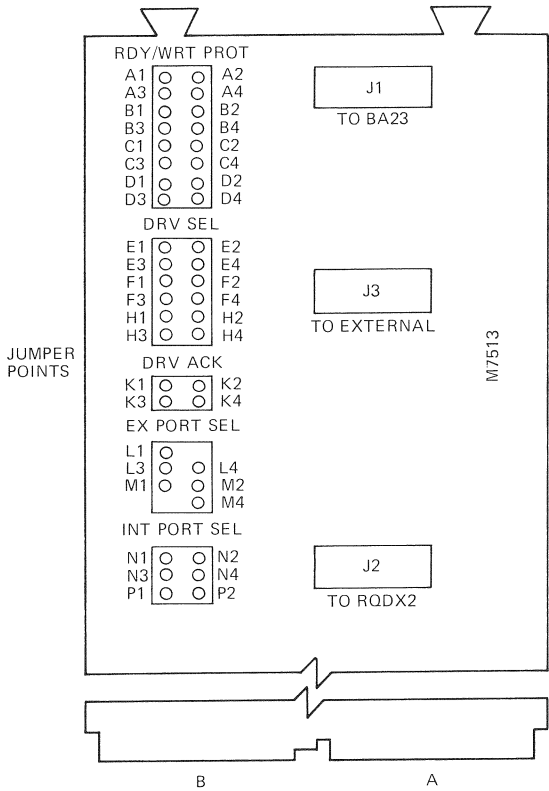 RDY/WRT PROT
A1 A2
A3 A4
B1 B2
B3 B4
C1 C2
C3 C4
D1 D2
D3 D4
DRV SEL
E1 E2
E3 E4
F1 F2
F3 F4
H1 H2
H3 H4
DRV ACK
K1 K2
K3 K4
EX PORT SEL
L1
L3 L4
M1 M2
M4
INT PORT SEL
N1 N2
N3 N4
P1 P2
JUMPER
POINTS
J1
TO BA23
J3
TO EXTERNAL
M7513
J2
TO RQDX2
B A